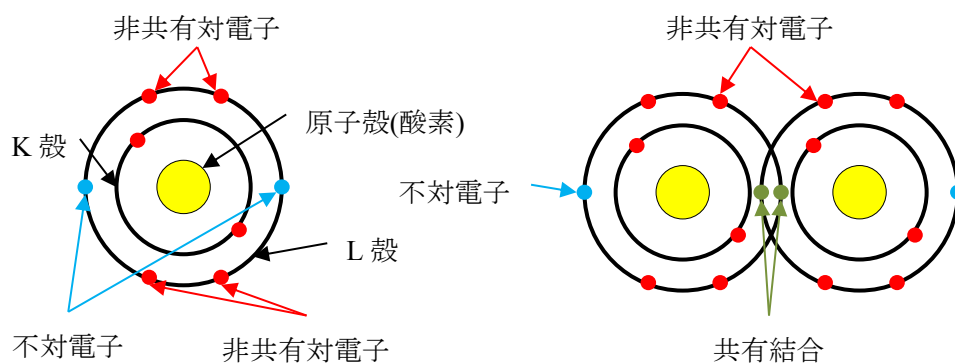 非共有対電子
K 殻
原子殻(酸素)
L 殻
不対電子
非共有対電子
非共有対電子
不対電子
共有結合